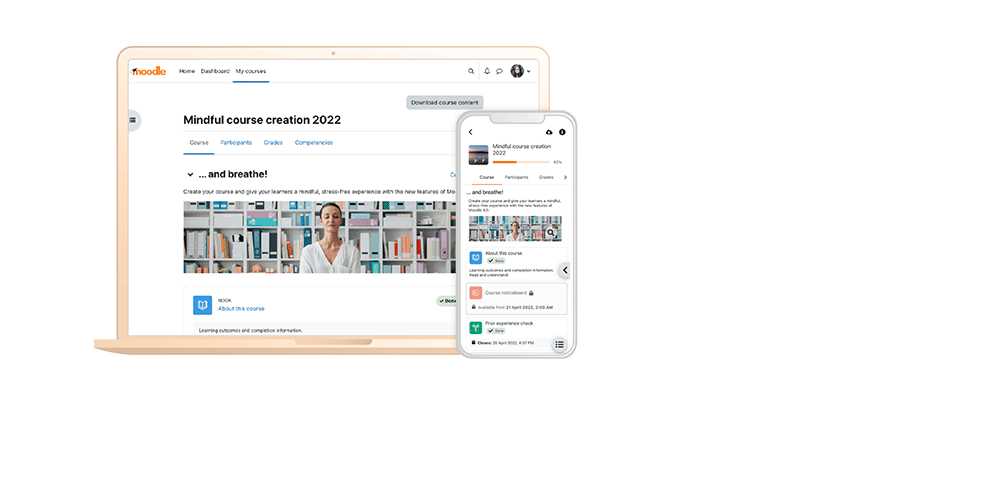 moodle Home Dashboard My courses
Download course content
Mindful course creation 2022
Course Participants Grades Competencies
... and breathe!
Create your course and give your learners a mindful, stress-free experience with the new features of
BOOK
About this course
Done
Learning outcomes and completion information.
Mindful course creation
2022
Course Participants Grades
... and breathe!
Create your course and give your learners a mindful,
stress-free experience with the new features of
Moodle 4.0.
About this course
Done
Learning outcomes and completion information.
Read and understand!
Course noticeboard
Available from 21 April 2022, 2:00 AM
Prior experience check
Done
Closes: 26 April 2022, 4:37 PM